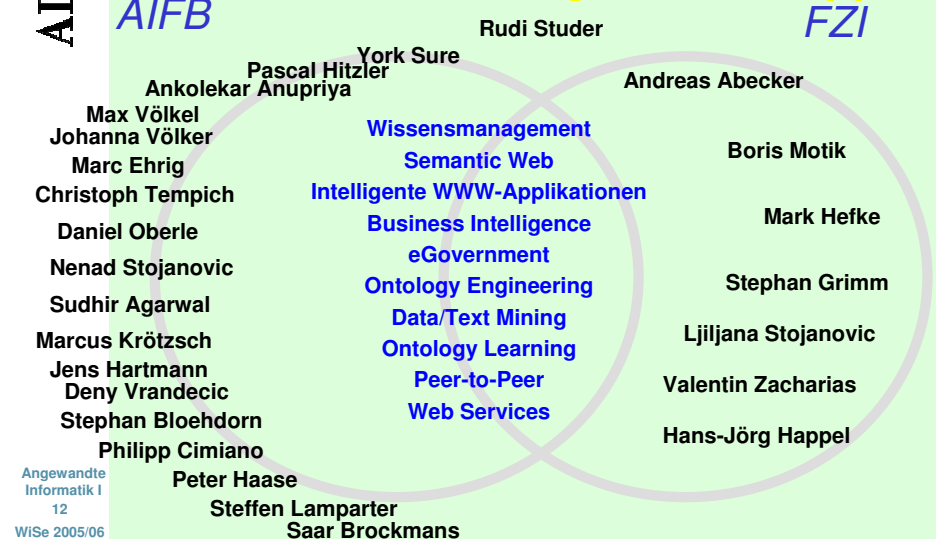 AIFB
FZI
Rudi Studer
York Sure
Pascal Hitzler
Ankolekar Anupriya
Andreas Abecker
Max Völkel
Johanna Völker
Marc Ehrig
Christoph Tempich
Daniel Oberle
Nenad Stojanovic
Sudhir Agarwal
Marcus Krötzsch
Jens Hartmann
Deny Vrandecic
Stephan Bloehdorn
Philipp Cimiano
Peter Haase
Steffen Lamparter
Saar Brockmans
Wissensmanagement
Semantic Web
Intelligente WWW-Applikationen
Business Intelligence
eGovernment
Ontology Engineering
Data/Text Mining
Ontology Learning
Peer-to-Peer
Web Services
Boris Motik
Mark Hefke
Stephan Grimm
Ljiljana Stojanovic
Valentin Zacharias
Hans-Jörg Happel
Angewandte
Informatik I
12
WiSe 2005/06